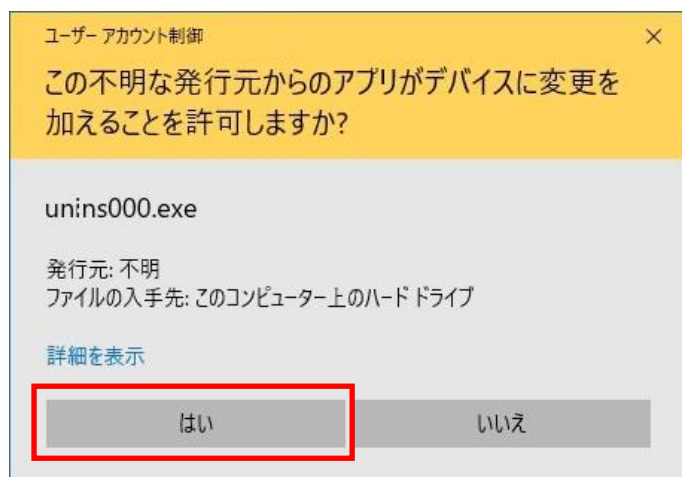 ユーザー アカウント制御
この不明な発行元からのアプリがデバイスに変更を
加えることを許可しますか?
unins000.exe
発行元: 不明
ファイルの入手先: このコンピューター上のハード ドライブ
詳細を表示
はい
いいえ